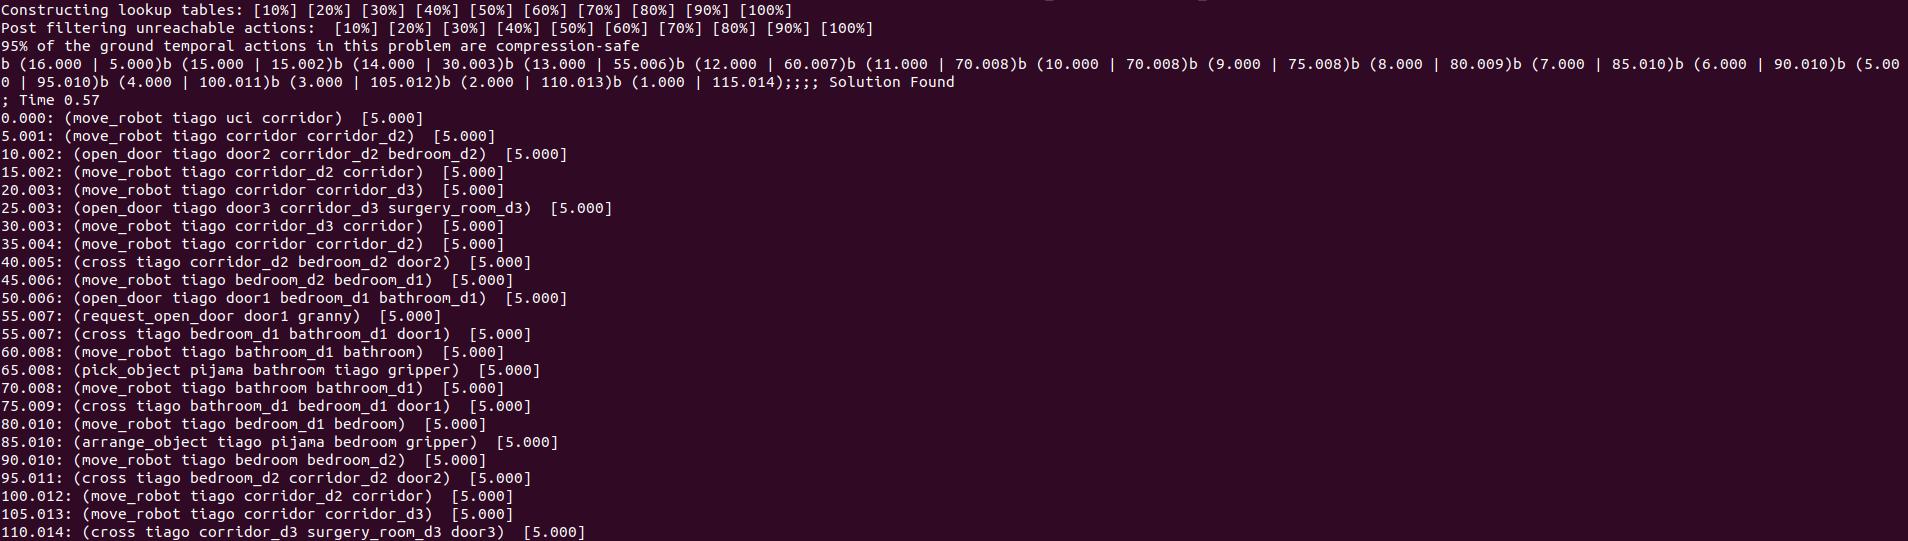 Constructing lookup tables: [10%] [20%] [30%] [40%] [50%] [60%] [70%] [80%] [90%] [100%]
Post filtering unreachable actions:  [10%] [20%] [30%] [40%] [50%] [60%] [70%] [80%] [90%] [100%]
95% of the ground temporal actions in this problem are compression-safe
b (16.000 | 5.000)b (15.000 | 15.002)b (14.000 | 30.003)b (13.000 | 55.006)b (12.000 | 60.007)b (11.000 | 70.008)b (10.000 | 70.008)b (9.000 | 75.008)b (8.000 | 80.009)b (7.000 | 85.010)b (6.000 | 90.010)b (5.00
0 | 95.010)b (4.000 | 100.011)b (3.000 | 105.012)b (2.000 | 110.013)b (1.000 | 115.014);;;; Solution Found
; Time 0.57
0.000: (move_robot tiago uci corridor)  [5.000]
5.001: (move_robot tiago corridor corridor_d2)  [5.000]
10.002: (open_door tiago door2 corridor_d2 bedroom_d2)  [5.000]
15.002: (move_robot tiago corridor_d2 corridor)  [5.000]
20.003: (move_robot tiago corridor corridor_d3)  [5.000]
25.003: (open_door tiago door3 corridor_d3 surgery_room_d3)  [5.000]
30.003: (move_robot tiago corridor_d3 corridor)  [5.000]
35.004: (move_robot tiago corridor corridor_d2)  [5.000]
40.005: (cross tiago corridor_d2 bedroom_d2 door2)  [5.000]
45.006: (move_robot tiago bedroom_d2 bedroom_d1)  [5.000]
50.006: (open_door tiago door1 bedroom_d1 bathroom_d1)  [5.000]
55.007: (request_open_door door1 granny)  [5.000]
55.007: (cross tiago bedroom_d1 bathroom_d1 door1)  [5.000]
60.008: (move_robot tiago bathroom_d1 bathroom)  [5.000]
65.008: (pick_object pijama bathroom tiago gripper)  [5.000]
70.008: (move_robot tiago bathroom bathroom_d1)  [5.000]
75.009: (cross tiago bathroom_d1 bedroom_d1 door1)  [5.000]
80.010: (move_robot tiago bedroom_d1 bedroom)  [5.000]
85.010: (arrange_object tiago pijama bedroom gripper)  [5.000]
90.010: (move_robot tiago bedroom bedroom_d2)  [5.000]
95.011: (cross tiago bedroom_d2 corridor_d2 door2)  [5.000]
100.012: (move_robot tiago corridor_d2 corridor)  [5.000]
105.013: (move_robot tiago corridor corridor_d3)  [5.000]
110.014: (cross tiago corridor_d3 surgery_room_d3 door3)  [5.000]